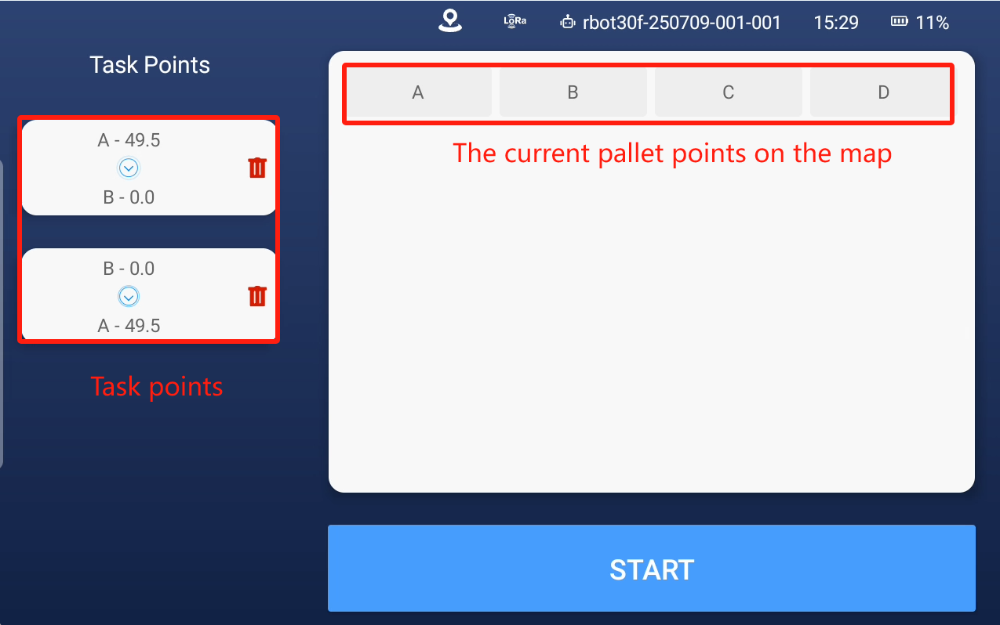 LoRa rbot30f-250709-001-001 15:29 11%
Task Points
A - 49.5
B - 0.0
B - 0.0
A - 49.5
Task points
A B C D
The current pallet points on the map
START